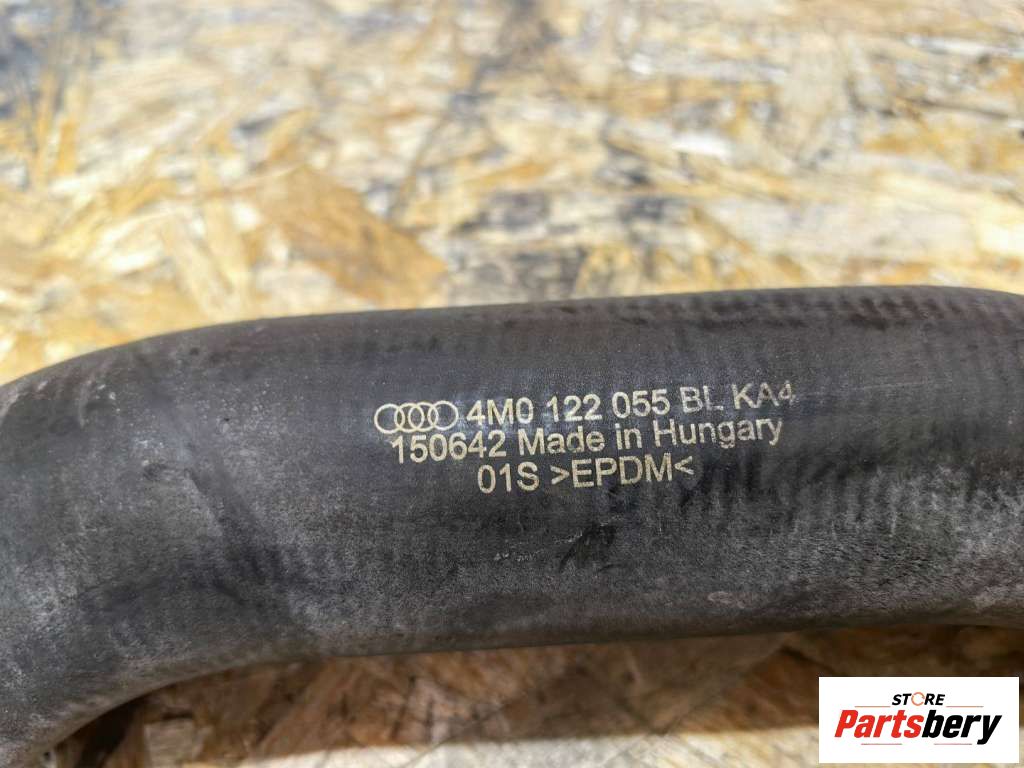 4M0 122 055 BL KA4
150642 Made in Hungary
01S >EPDM<
STORE
Partsbery